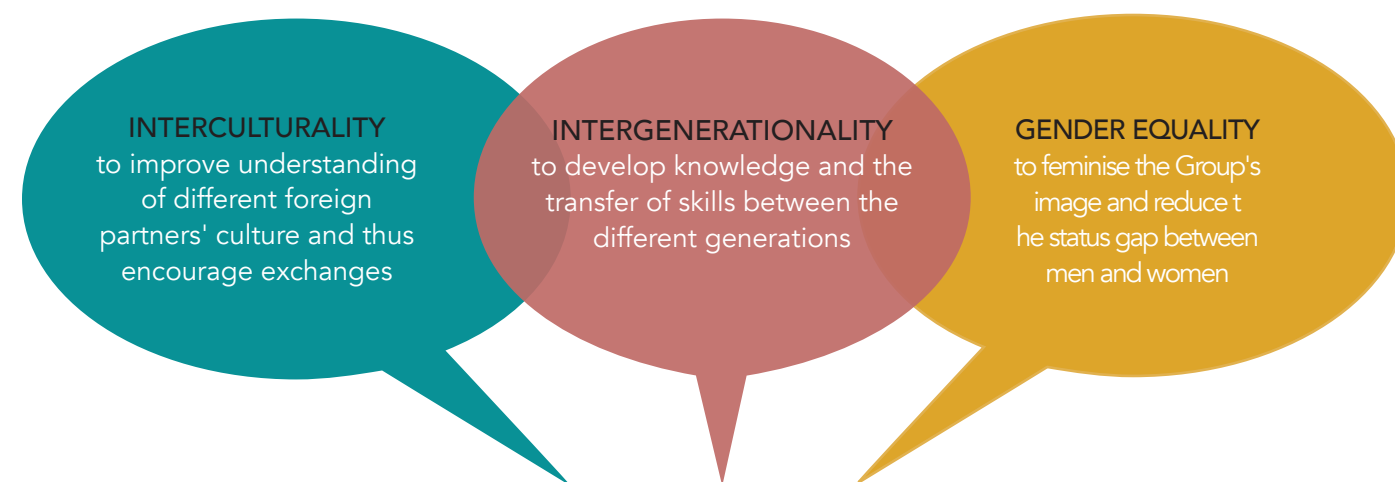 INTERCULTURALITY
to improve understanding
of different foreign
partners' culture and thus
encourage exchanges
INTERGENERATIONALITY
to develop knowledge and the
transfer of skills between the
different generations
GENDER EQUALITY
to feminise the Group's
image and reduce t
he status gap between
men and women